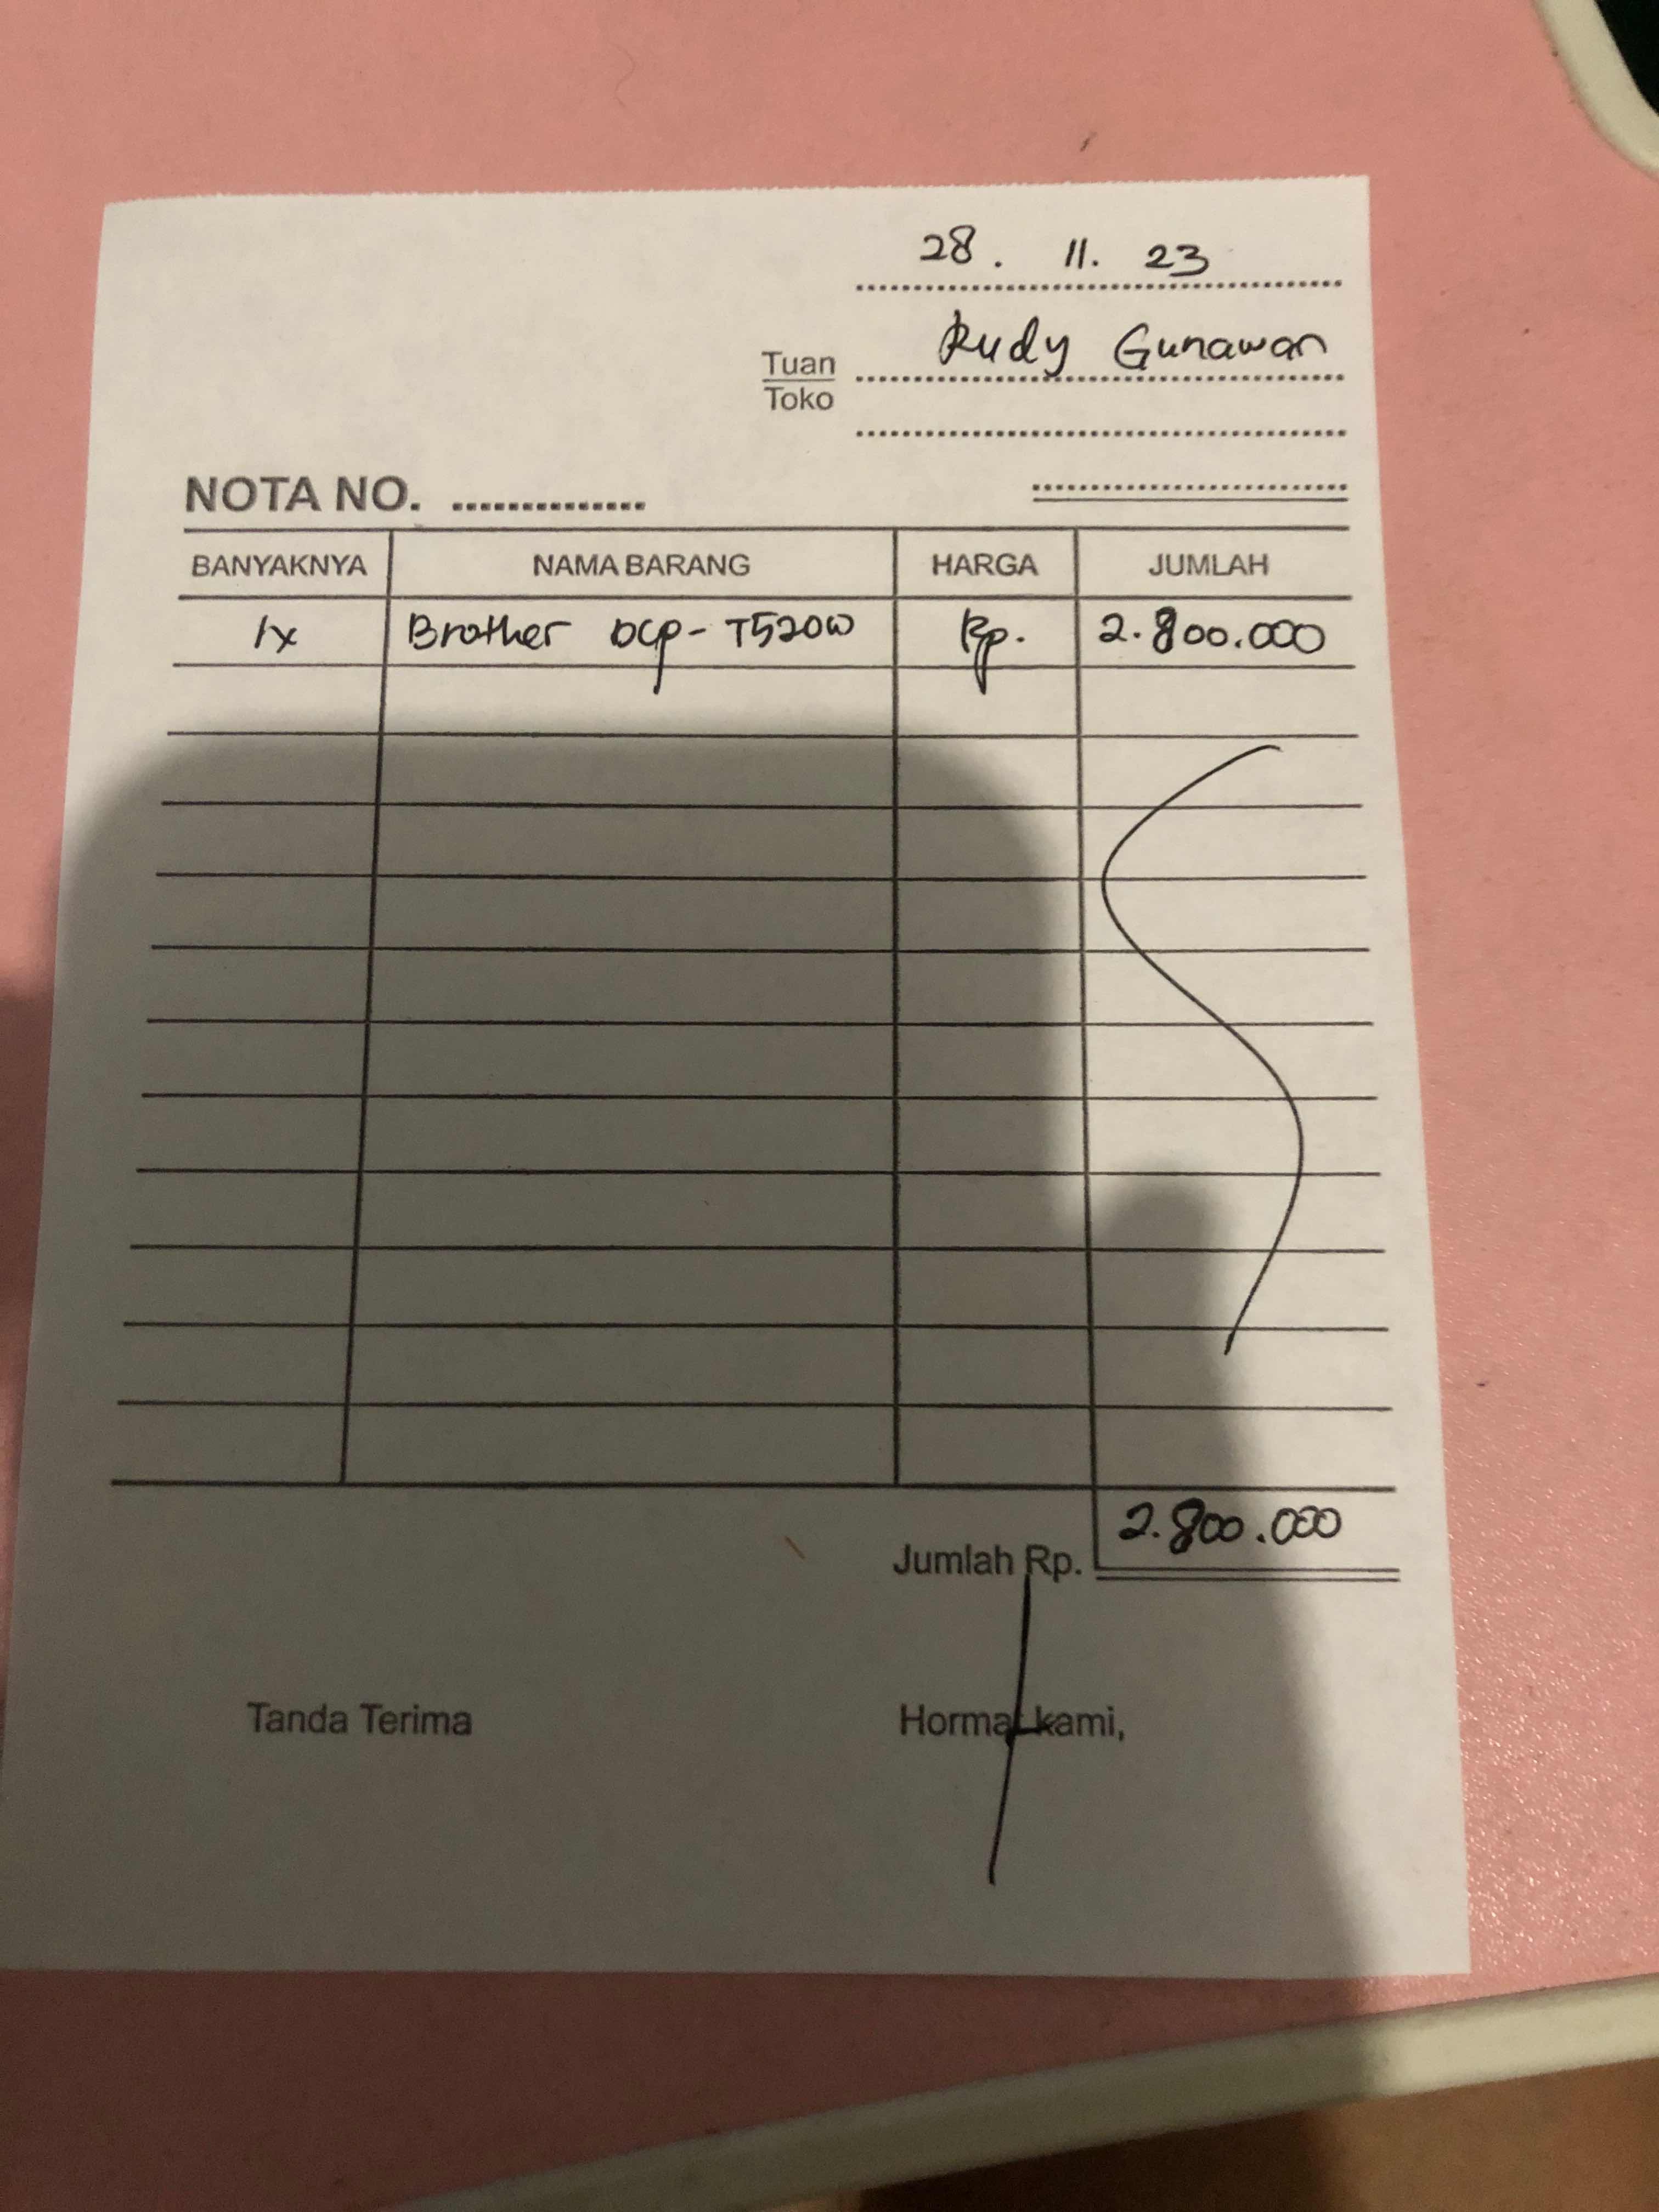 28 . 11. 23
Tuan Rudy Gunawan
Toko
NOTA NO.
BANYAKNYA NAMA BARANG HARGA JUMLAH
1x Brother DCP-T520W Rp. 2.800.000
Jumlah Rp. 2.800.000
Tanda Terima Hormat kami,